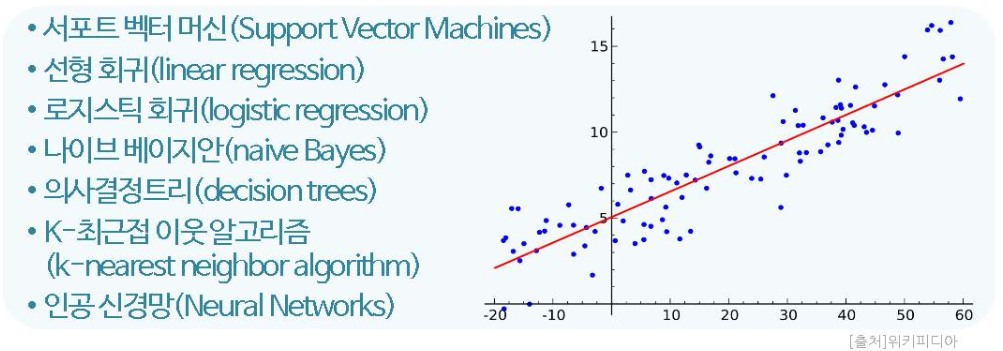 • 서포트 벡터 머신(Support Vector Machines)
• 선형 회귀(linear regression)
• 로지스틱 회귀(logistic regression)
• 나이브 베이지안(naive Bayes)
• 의사결정트리(decision trees)
• K-최근접 이웃 알고리즘
(k-nearest neighbor algorithm)
• 인공 신경망(Neural Networks)
15
10
5
-20 -10 10 20 30 40 50 60
[출처]위키피디아